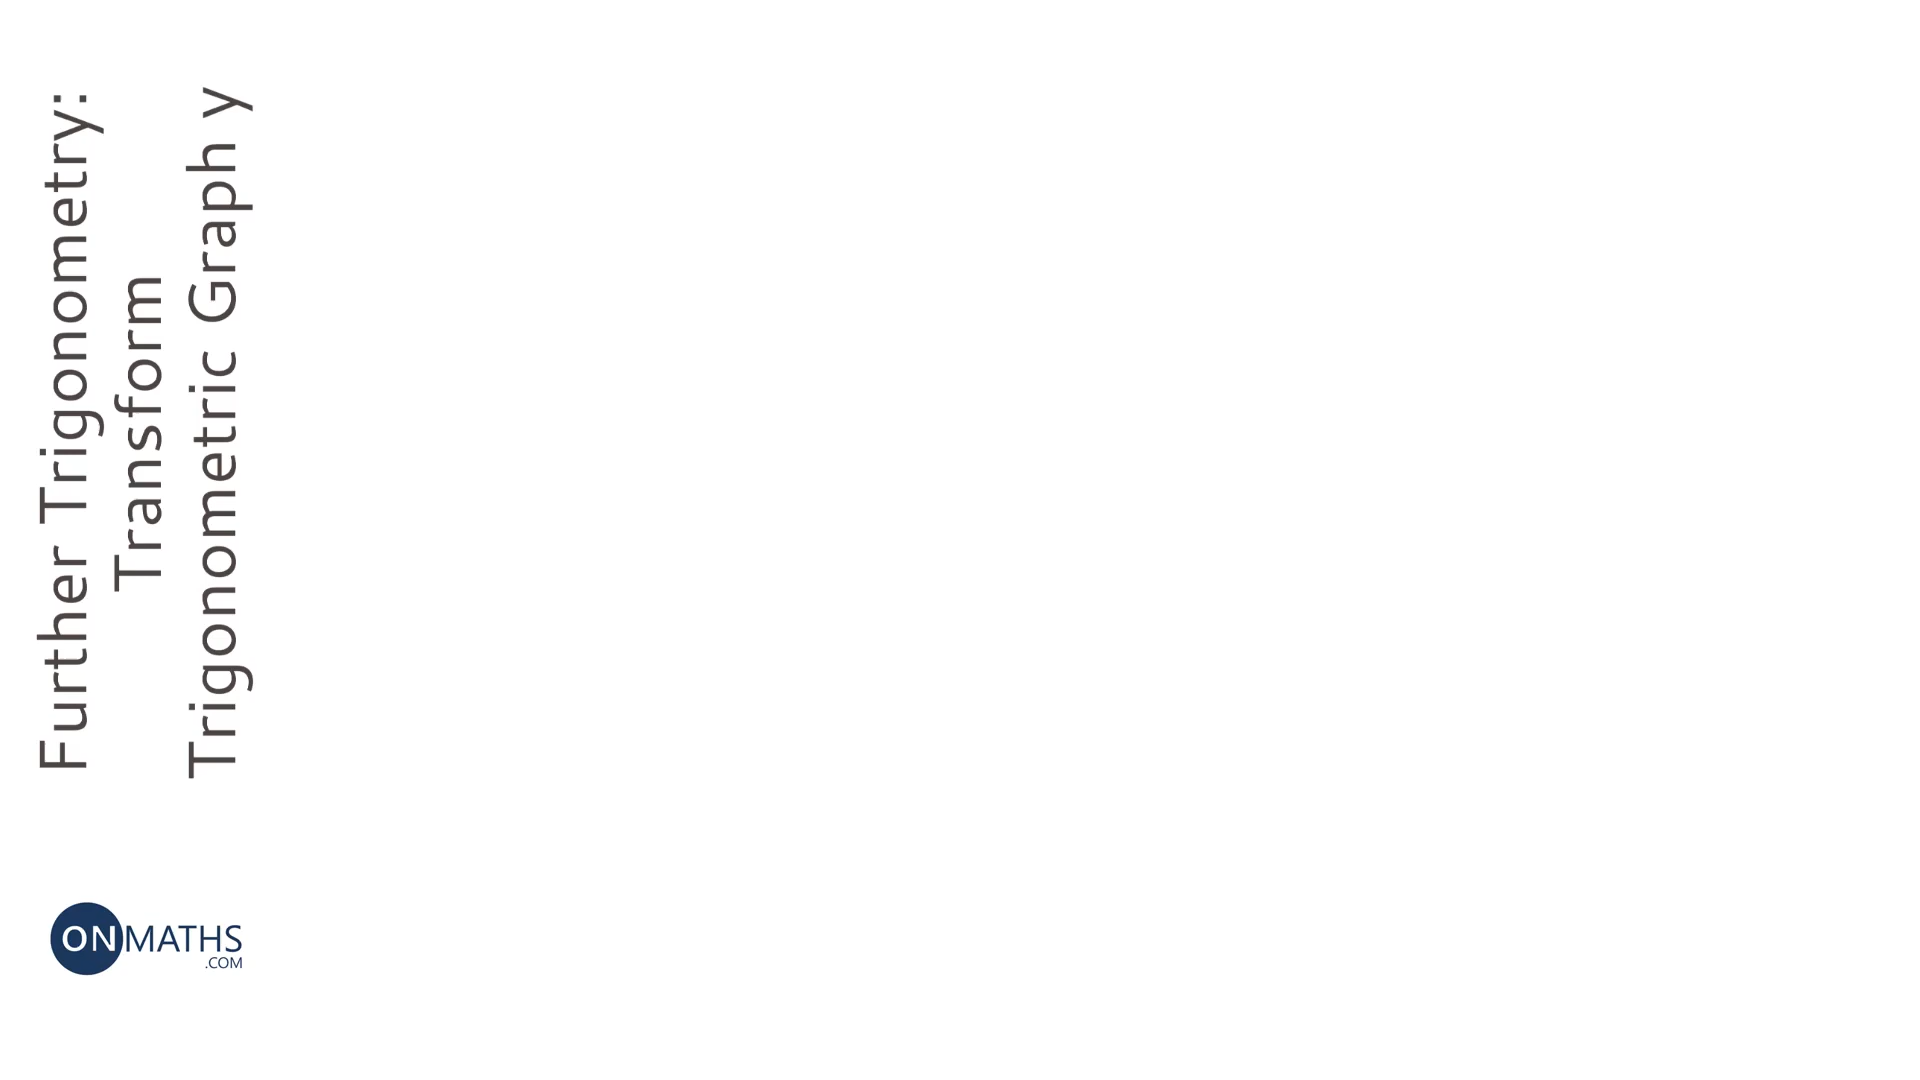 Further Trigonometry:
Transform
Trigonometric Graph y
ONMATHS
.COM